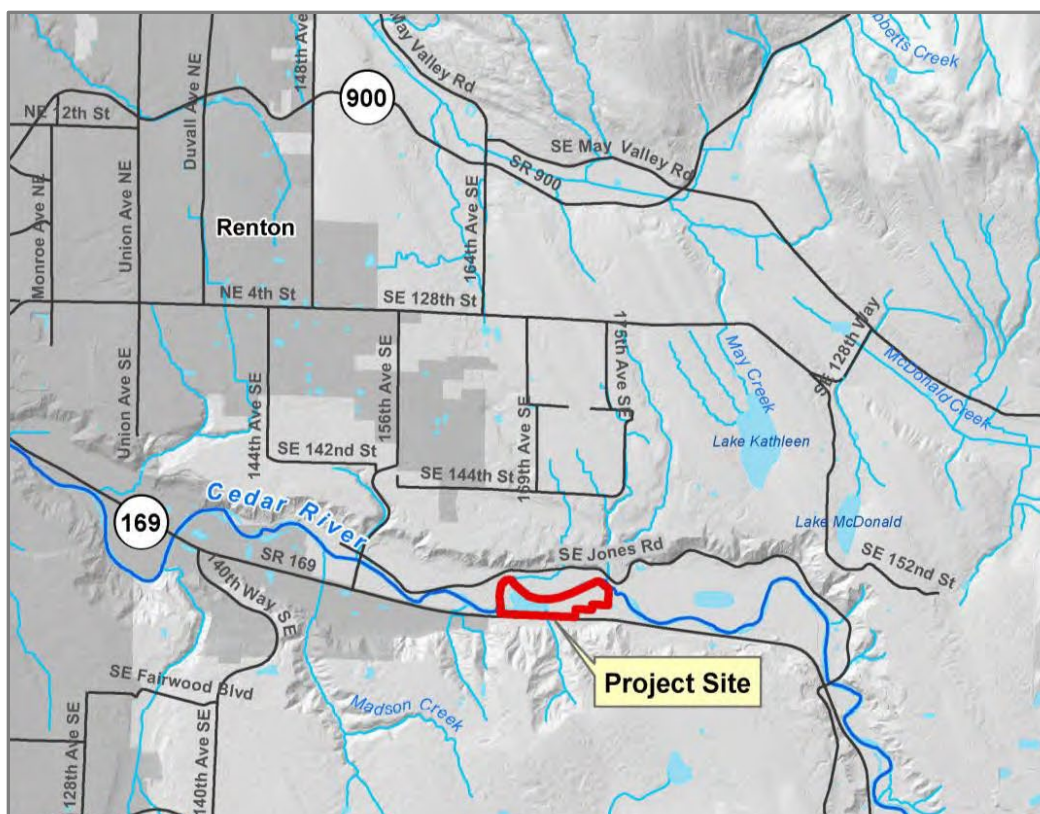 bbetts Creek
148th Ave
May Valley Rd
900
NE 12th St
Duvall Ave NE
SE May Valley Rd
SR 900
Monroe Ave NE
Union Ave NE
Renton
164th Ave SE
NE 4th St
SE 128th St
175th Ave SE
SE 128th Way
May Creek
McDonald Creek
Union Ave SE
144th Ave SE
156th Ave SE
169th Ave SE
Lake Kathleen
SE 142nd St
SE 144th St
Cedar River
169
Lake McDonald
SE Jones Rd
SE 152nd St
SR 169
140th Way SE
Project Site
SE Fairwood Blvd
Madson Creek
128th Ave SE
140th Ave SE